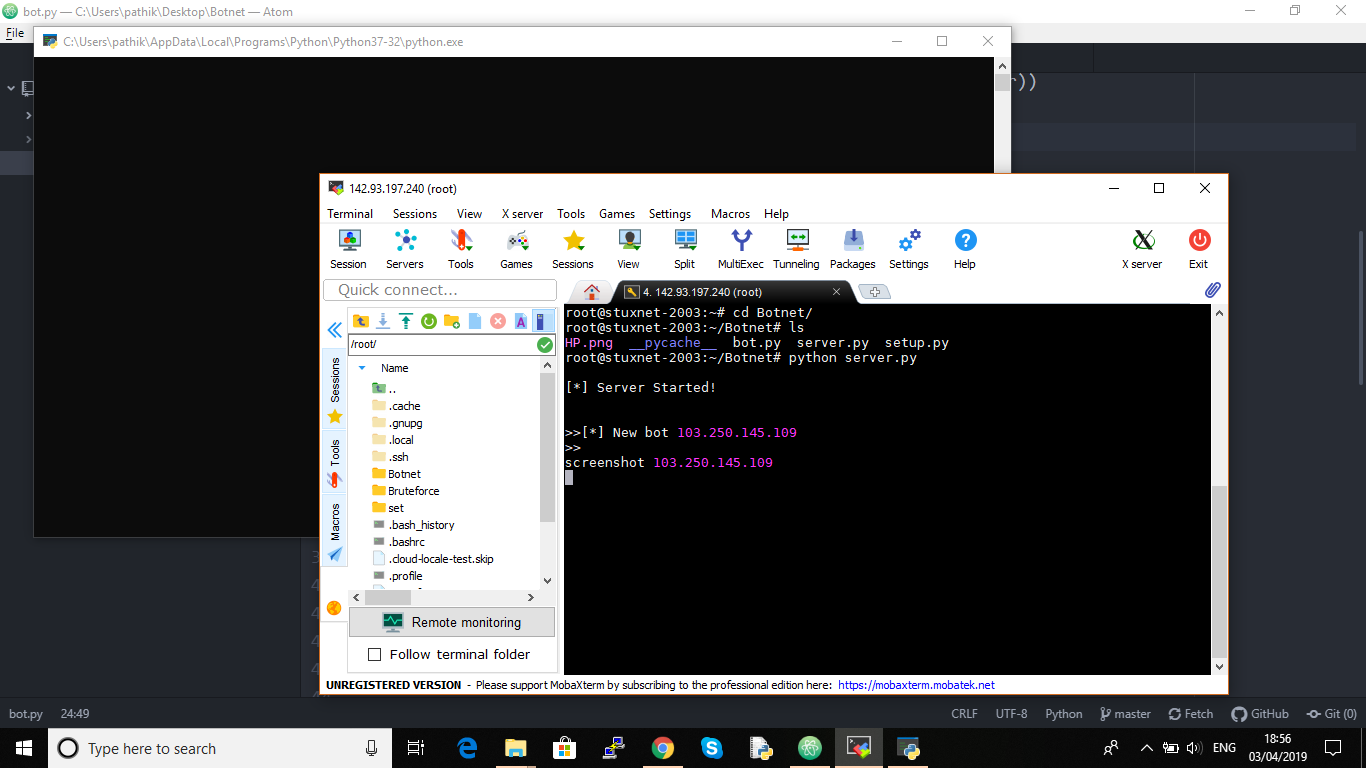 bot.py — C:\Users\pathik\Desktop\Botnet — Atom
File
C:\Users\pathik\AppData\Local\Programs\Python\Python37-32\python.exe
))
142.93.197.240 (root)
Terminal Sessions View X server Tools Games Settings Macros Help
Session Servers Tools Games Sessions View Split MultiExec Tunneling Packages Settings Help X server Exit
Quick connect...
4. 142.93.197.240 (root)
/root/
Sessions
Tools
Macros
Name
..
.cache
.gnupg
.local
.ssh
Botnet
Bruteforce
set
.bash_history
.bashrc
.cloud-locale-test.skip
.profile
Remote monitoring
Follow terminal folder
root@stuxnet-2003:~# cd Botnet/
root@stuxnet-2003:~/Botnet# ls
HP.png __pycache__ bot.py server.py setup.py
root@stuxnet-2003:~/Botnet# python server.py
[*] Server Started!
>>[*] New bot 103.250.145.109
>>
screenshot 103.250.145.109
UNREGISTERED VERSION - Please support MobaXterm by subscribing to the professional edition here: https://mobaxterm.mobatek.net
bot.py 24:49 CRLF UTF-8 Python master Fetch GitHub Git (0)
Type here to search
ENG
18:56
03/04/2019